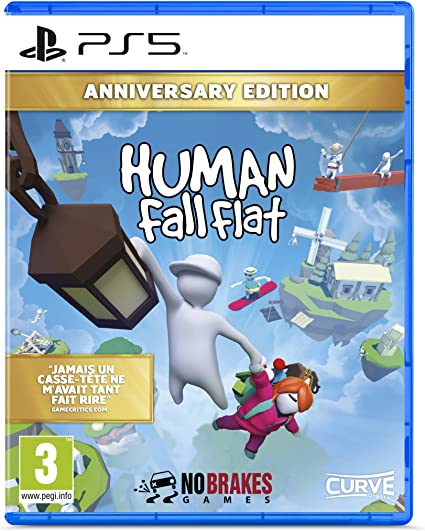 PS5
ANNIVERSARY EDITION
HUMAN
fall flat
"JAMAIS UN
CASSE-TÊTE NE
M'AVAIT TANT
FAIT RIRE"
GAMECRITICS.COM
3
www.pegi.info
NO BRAKES
GAMES
CURVE
DIGITAL